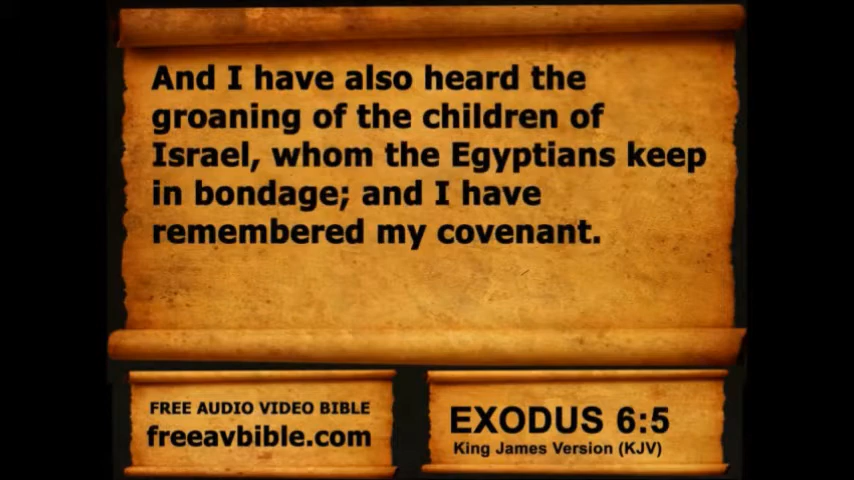 And I have also heard the
groaning of the children of
Israel, whom the Egyptians keep
in bondage; and I have
remembered my covenant.
FREE AUDIO VIDEO BIBLE
freeavbible.com
EXODUS 6:5
King James Version (KJV)